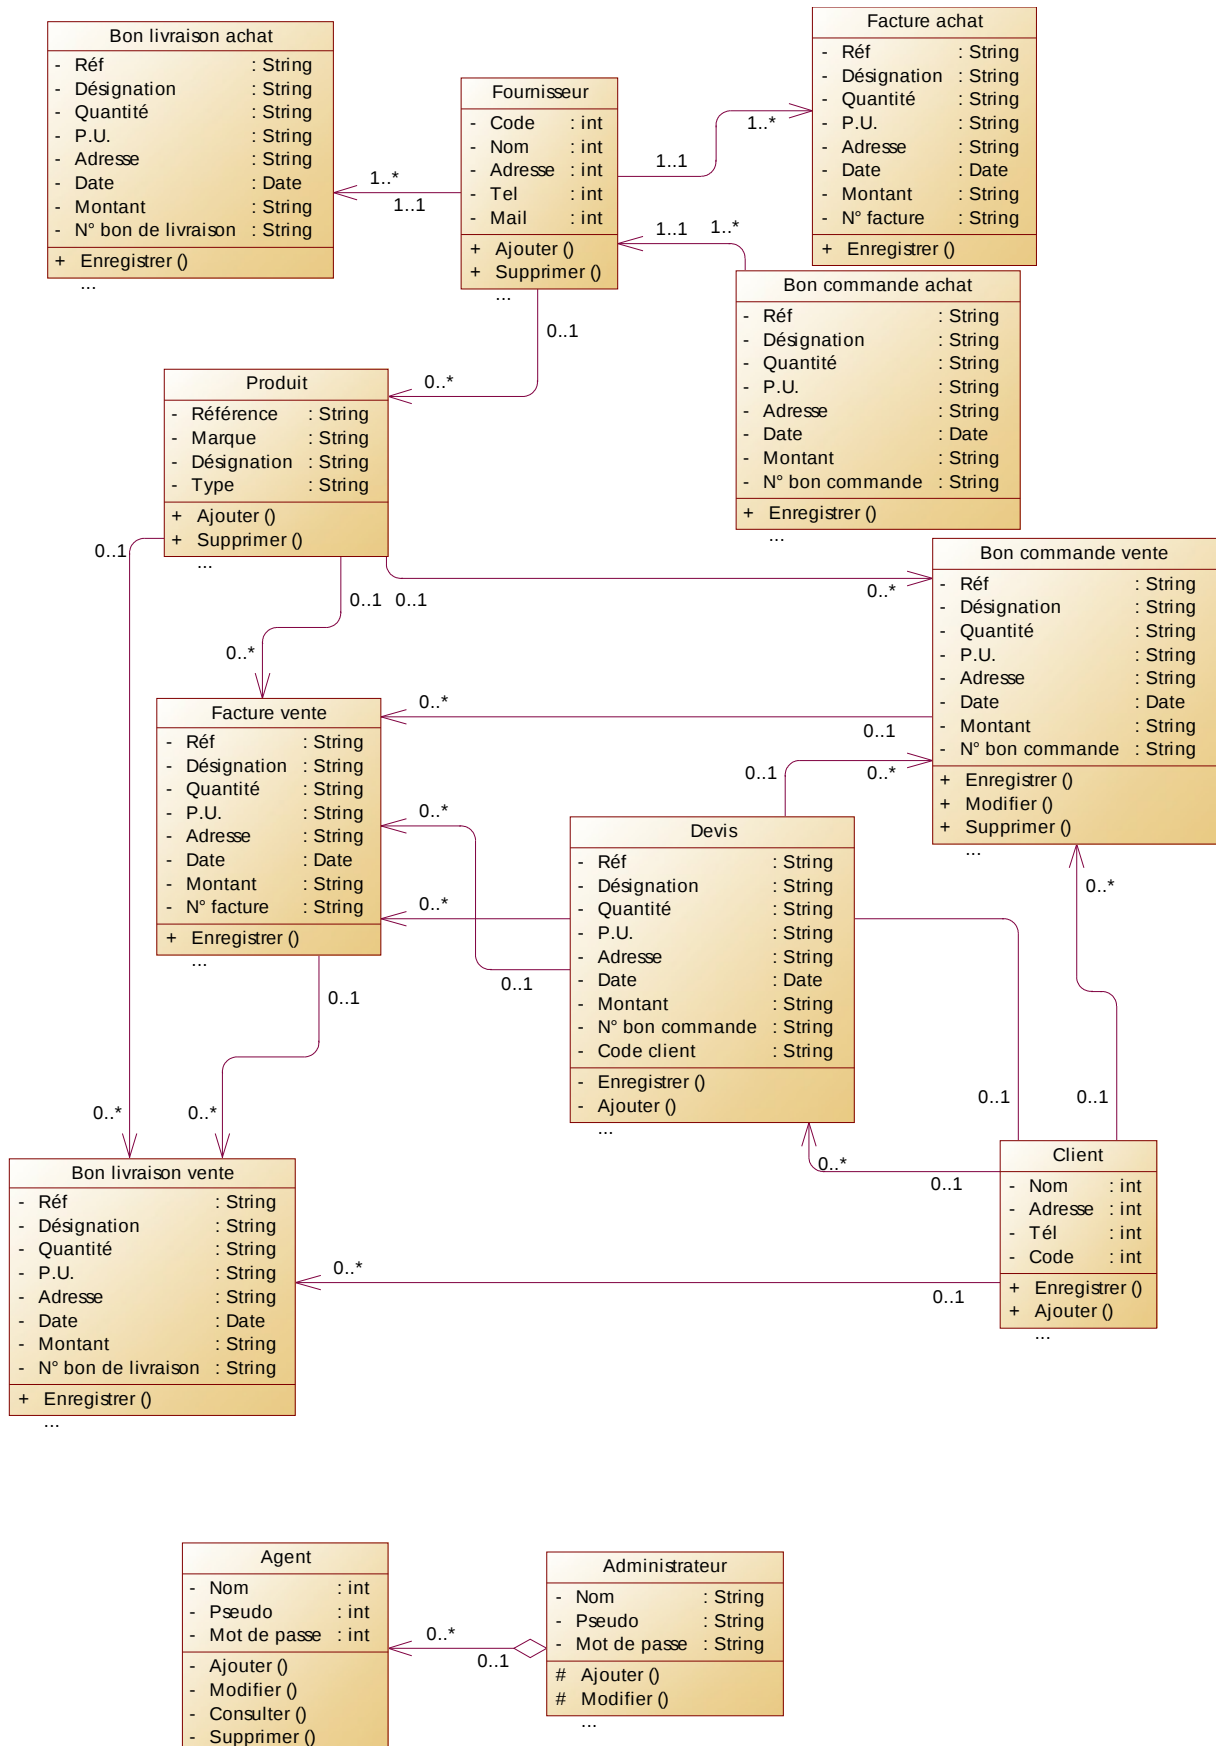 Bon livraison achat
- Réf : String
- Désignation : String
- Quantité : String
- P.U. : String
- Adresse : String
- Date : Date
- Montant : String
- N° bon de livraison : String
+ Enregistrer ()
...
Fournisseur
- Code : int
- Nom : int
- Adresse : int
- Tel : int
- Mail : int
+ Ajouter ()
+ Supprimer ()
...
Facture achat
- Réf : String
- Désignation : String
- Quantité : String
- P.U. : String
- Adresse : String
- Date : Date
- Montant : String
- N° facture : String
+ Enregistrer ()
1..*
1..1
1..*
1..1
1..1
1..*
0..1
0..*
Bon commande achat
- Réf : String
- Désignation : String
- Quantité : String
- P.U. : String
- Adresse : String
- Date : Date
- Montant : String
- N° bon commande : String
+ Enregistrer ()
...
Produit
- Référence : String
- Marque : String
- Désignation : String
- Type : String
+ Ajouter ()
+ Supprimer ()
...
0..1
0..1
0..1
0..*
0..*
Bon commande vente
- Réf : String
- Désignation : String
- Quantité : String
- P.U. : String
- Adresse : String
- Date : Date
- Montant : String
- N° bon commande : String
+ Enregistrer ()
+ Modifier ()
+ Supprimer ()
...
Facture vente
- Réf : String
- Désignation : String
- Quantité : String
- P.U. : String
- Adresse : String
- Date : Date
- Montant : String
- N° facture : String
+ Enregistrer ()
...
0..*
0..1
0..1
0..*
0..*
0..*
0..1
0..1
0..*
Devis
- Réf : String
- Désignation : String
- Quantité : String
- P.U. : String
- Adresse : String
- Date : Date
- Montant : String
- N° bon commande : String
- Code client : String
- Enregistrer ()
- Ajouter ()
...
0..1
0..1
0..*
0..*
0..*
0..1
Client
- Nom : int
- Adresse : int
- Tél : int
- Code : int
+ Enregistrer ()
+ Ajouter ()
...
0..*
0..1
Bon livraison vente
- Réf : String
- Désignation : String
- Quantité : String
- P.U. : String
- Adresse : String
- Date : Date
- Montant : String
- N° bon de livraison : String
+ Enregistrer ()
...
Agent
- Nom : int
- Pseudo : int
- Mot de passe : int
- Ajouter ()
- Modifier ()
- Consulter ()
- Supprimer ()
0..*
0..1
Administrateur
- Nom : String
- Pseudo : String
- Mot de passe : String
# Ajouter ()
# Modifier ()
...